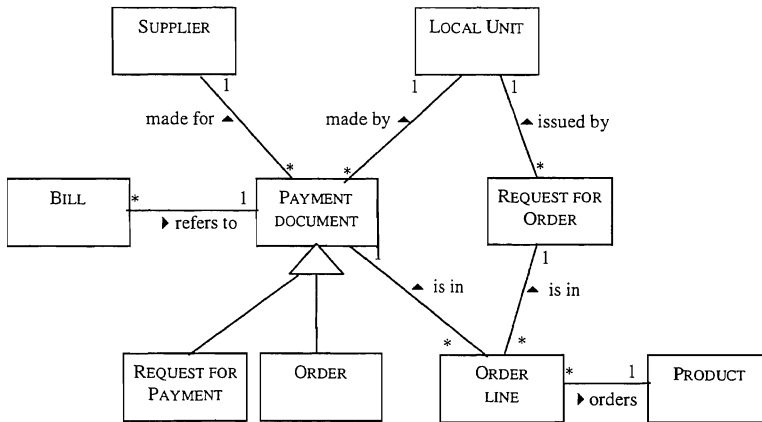 SUPPLIER
LOCAL UNIT
1
1
1
made for ▲
made by ▲
▲ issued by
*
*
*
BILL
*
1
▶ refers to
PAYMENT
DOCUMENT
REQUEST FOR
ORDER
1
1
▲ is in
▲ is in
*
*
REQUEST FOR
PAYMENT
ORDER
ORDER
LINE
*
1
▶ orders
PRODUCT